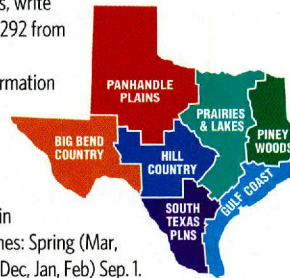 s, write
292 from
rmation
in
nes: Spring (Mar,
Dec, Jan, Feb) Sep. 1.
PANHANDLE
PLAINS
PRAIRIES
& LAKES
PINEY
WOODS
BIG BEND
COUNTRY
HILL
COUNTRY
GULF COAST
SOUTH
TEXAS
PLNS